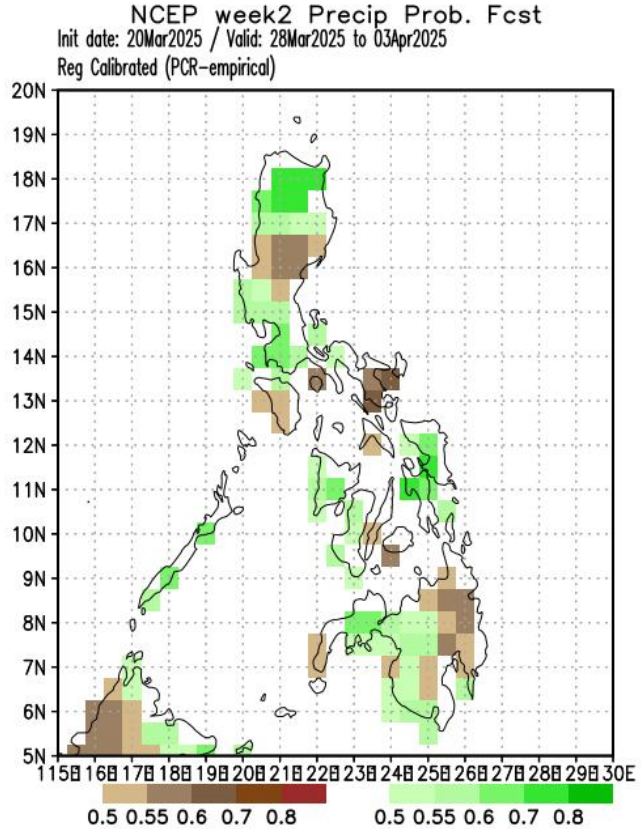 NCEP week2 Precip Prob. Fcst
Init date: 20Mar2025 / Valid: 28Mar2025 to 03Apr2025
Reg Calibrated (PCR-empirical)
20N
19N
18N
17N
16N
15N
14N
13N
12N
11N
10N
9N
8N
7N
6N
5N
115E 116E 117E 118E 119E 120E 121E 122E 123E 124E 125E 126E 127E 128E 129E 130E
0.5 0.55 0.6 0.7 0.8 0.5 0.55 0.6 0.7 0.8